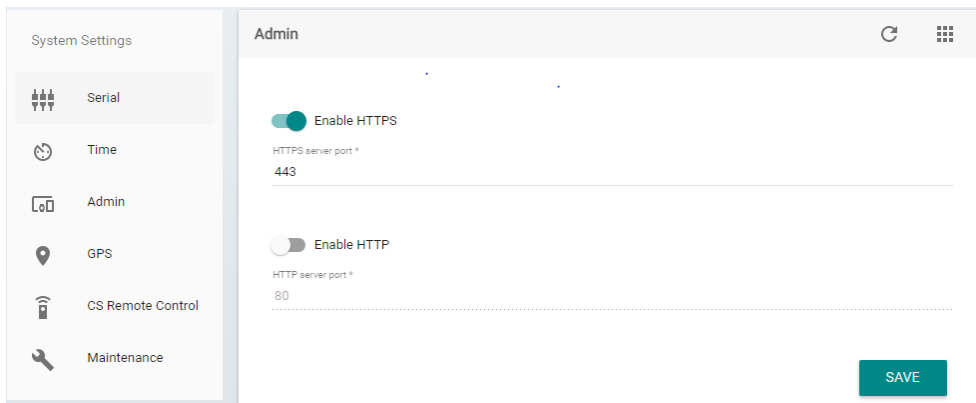 System Settings
Serial
Time
Admin
GPS
CS Remote Control
Maintenance
Admin
Enable HTTPS
HTTPS server port *
443
Enable HTTP
HTTP server port *
80
SAVE